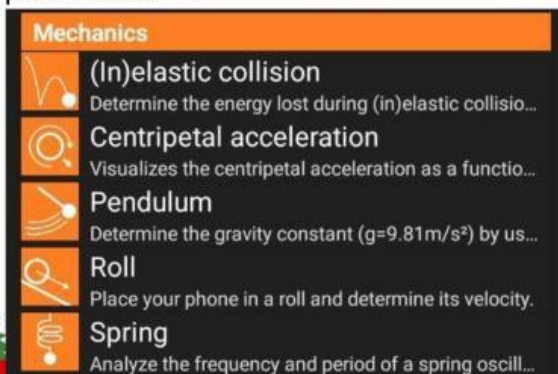 Mechanics
(In)elastic collision
Determine the energy lost during (in)elastic collisio...
Centripetal acceleration
Visualizes the centripetal acceleration as a functio...
Pendulum
Determine the gravity constant (g=9.81m/s²) by us...
Roll
Place your phone in a roll and determine its velocity.
Spring
Analyze the frequency and period of a spring oscill...